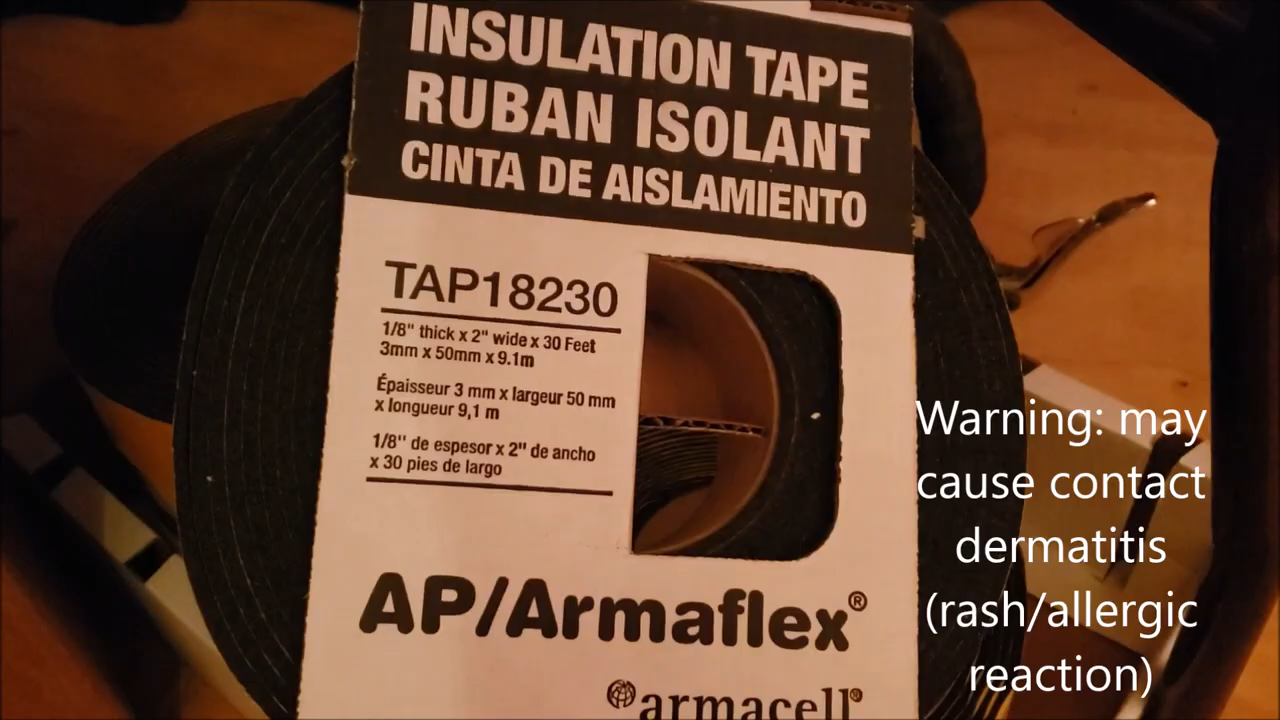 INSULATION TAPE
RUBAN ISOLANT
CINTA DE AISLAMIENTO
TAP18230
1/8" thick x 2" wide x 30 Feet
3mm x 50mm x 9.1m
Épaisseur 3 mm x largeur 50 mm
x longueur 9,1 m
1/8" de espesor x 2" de ancho
x 30 pies de largo
AP/Armaflex®
armacell®
Warning: may
cause contact
dermatitis
(rash/allergic
reaction)